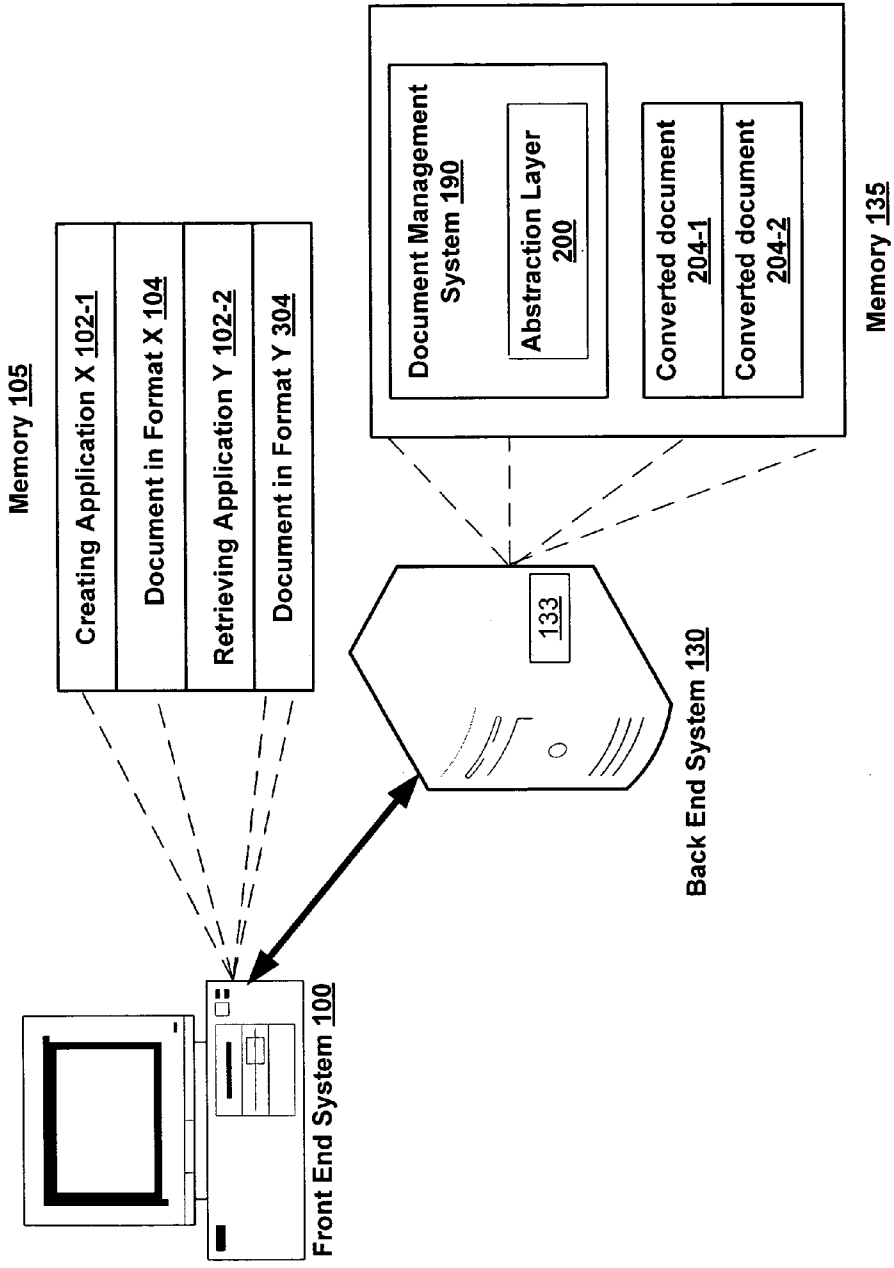 Memory 105
Creating Application X 102-1
Document in Format X 104
Retrieving Application Y 102-2
Document in Format Y 304
Front End System 100
133
Back End System 130
Document Management
System 190
Abstraction Layer
200
Converted document
204-1
Converted document
204-2
Memory 135